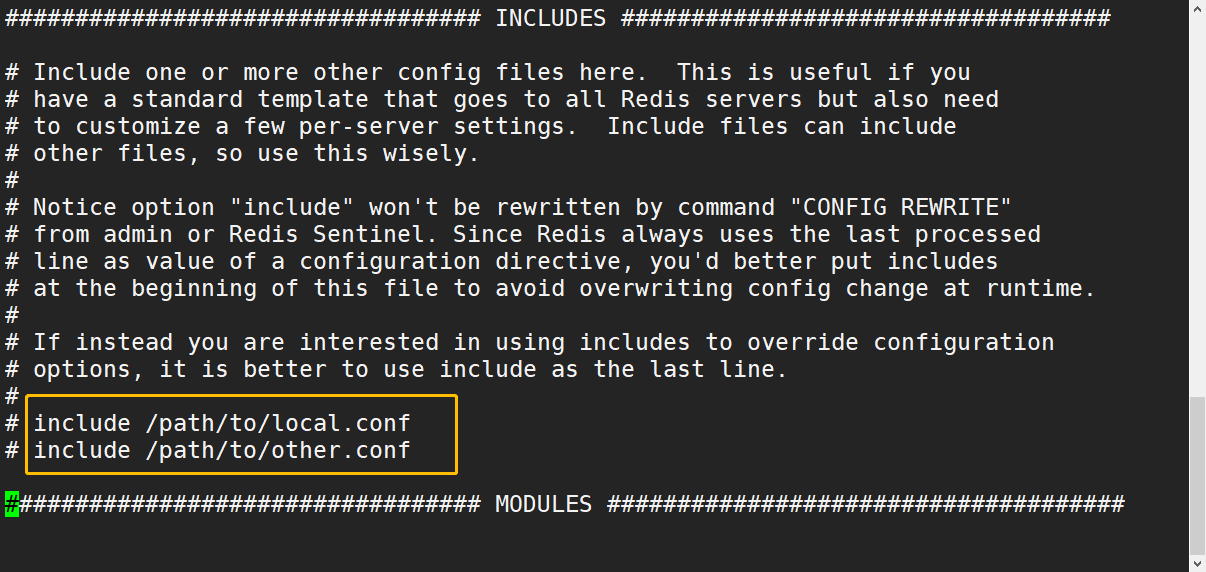 ################################## INCLUDES ###################################
# Include one or more other config files here.  This is useful if you
# have a standard template that goes to all Redis servers but also need
# to customize a few per-server settings.  Include files can include
# other files, so use this wisely.
#
# Notice option "include" won't be rewritten by command "CONFIG REWRITE"
# from admin or Redis Sentinel. Since Redis always uses the last processed
# line as value of a configuration directive, you'd better put includes
# at the beginning of this file to avoid overwriting config change at runtime.
#
# If instead you are interested in using includes to override configuration
# options, it is better to use include as the last line.
#
# include /path/to/local.conf
# include /path/to/other.conf
################################## MODULES #####################################